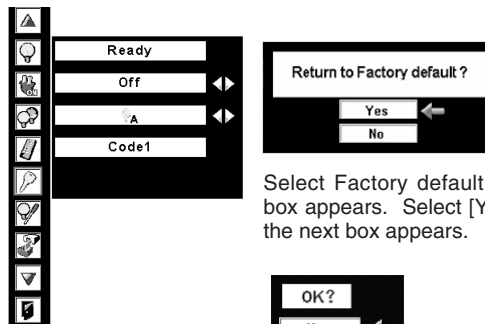 Ready
Off
A
Code1
ON
Return to Factory default ?
Yes
No
Select Factory default
box appears. Select [Y
the next box appears.
OK?